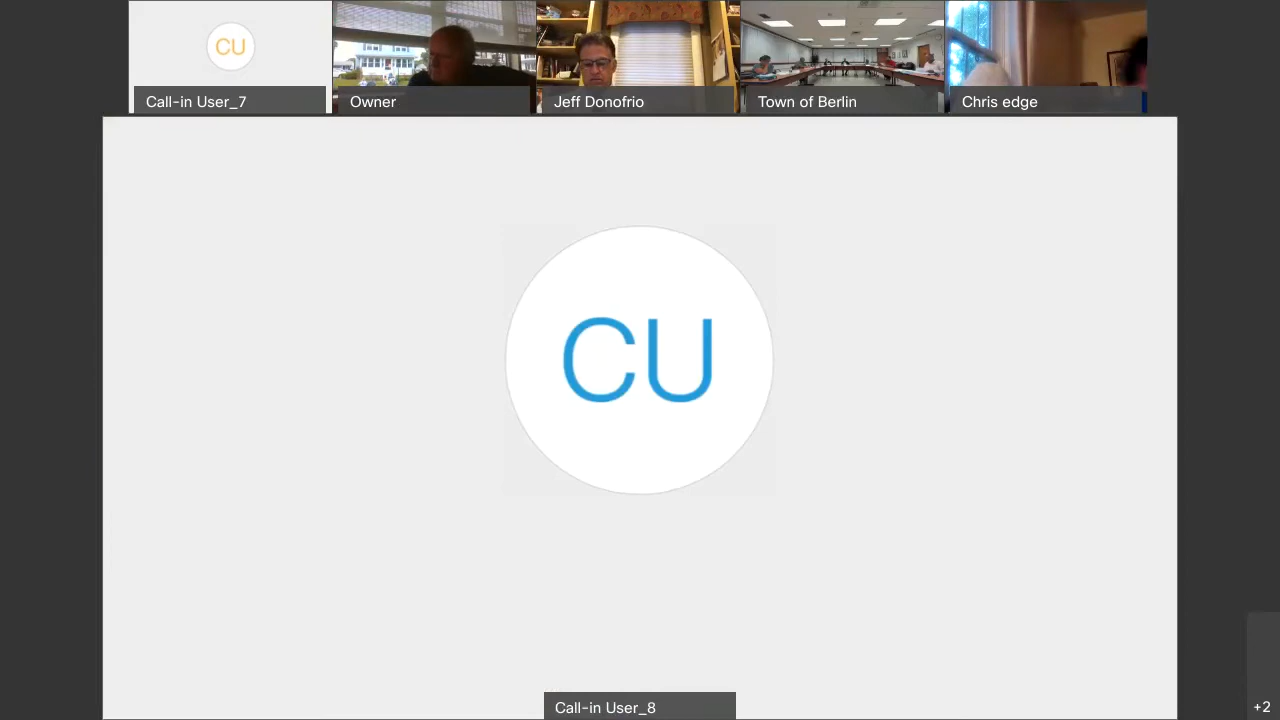 CU
Call-in User_7
Owner
Jeff Donofrio
Town of Berlin
Chris edge
CU
Call-in User_8
+2